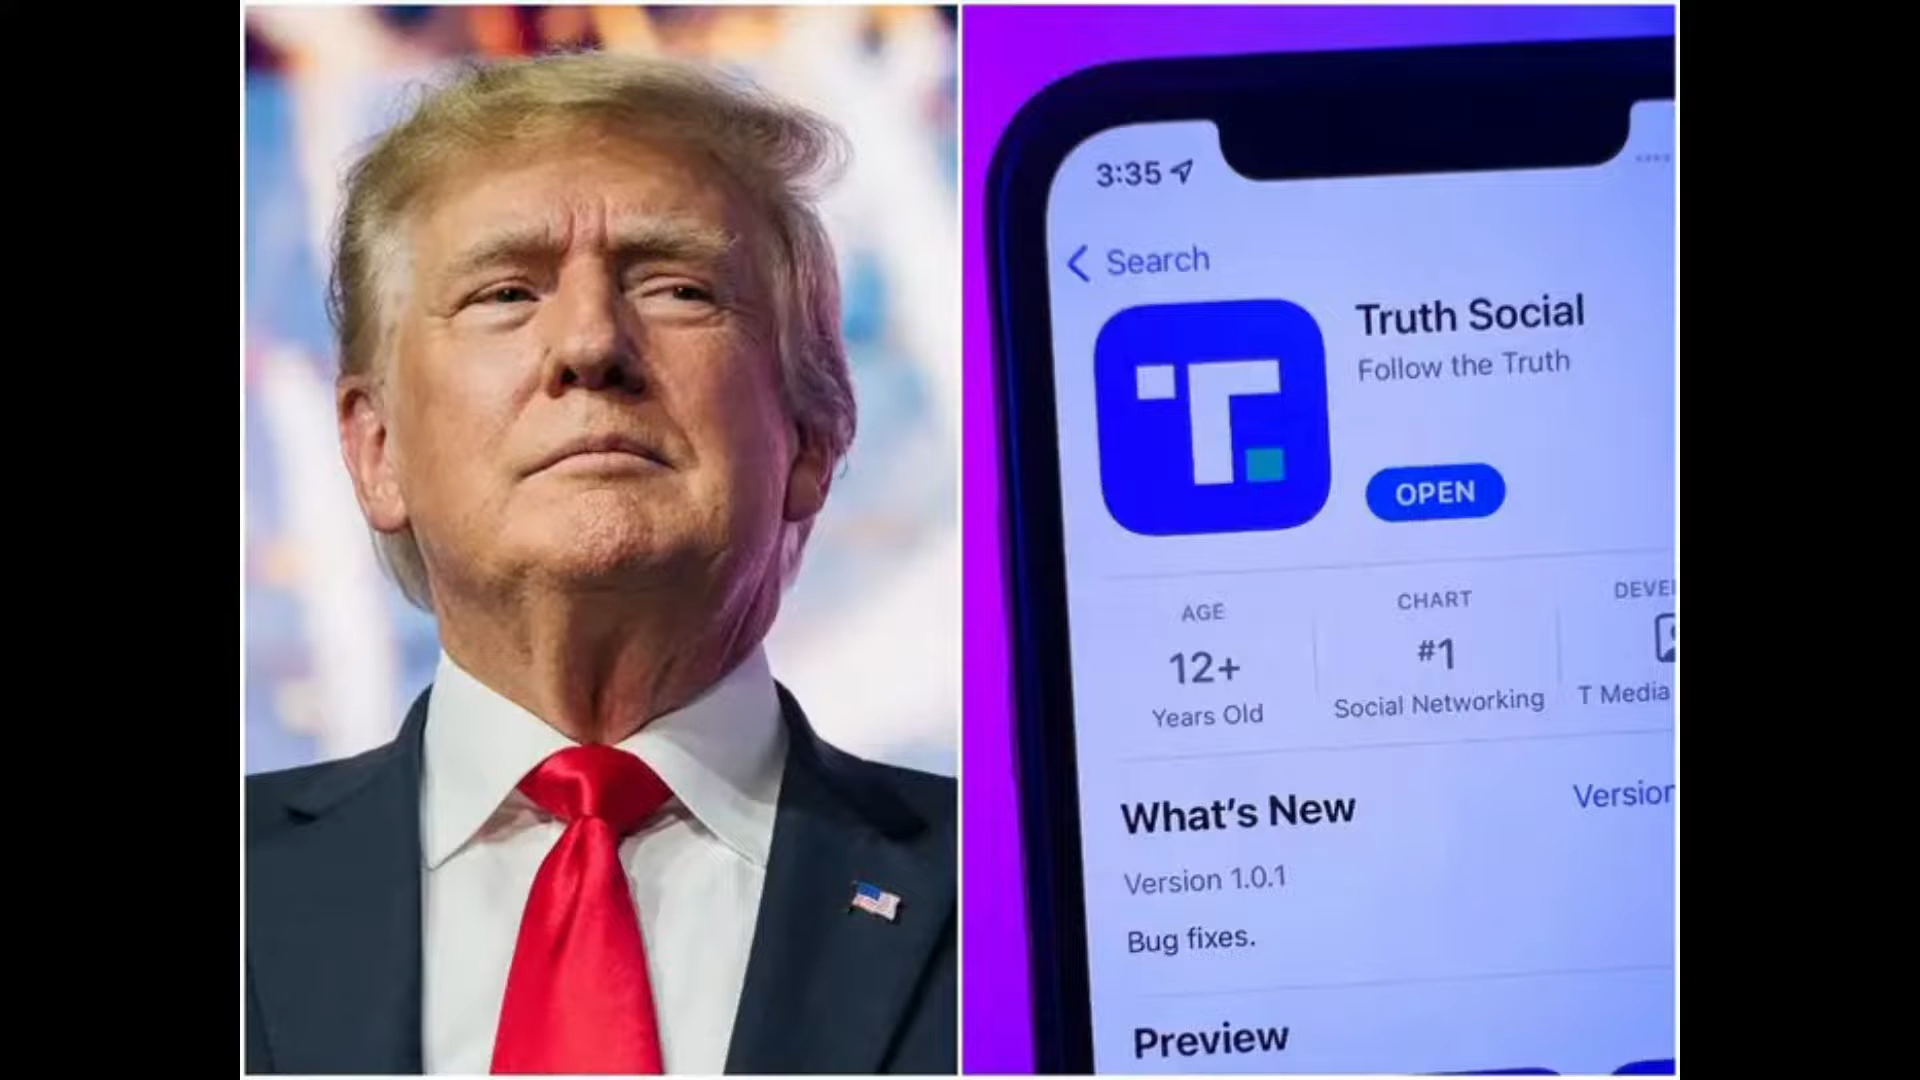 3:35
Search
Truth Social
Follow the Truth
OPEN
AGE
12+
Years Old
CHART
#1
Social Networking
T Media
What's New
Version 1.0.1
Bug fixes.
Preview